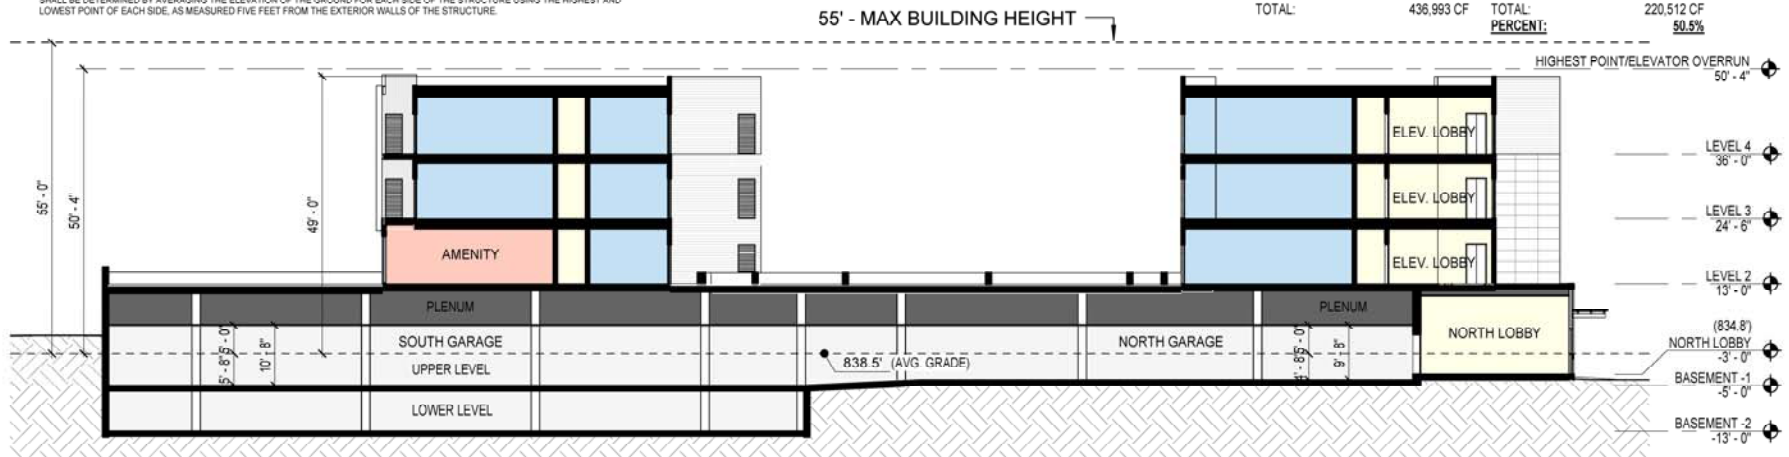 SHALL BE DETERMINED BY AVERAGING THE ELEVATION OF THE GROUND FOR EACH SIDE OF THE STRUCTURE USING THE HIGHEST AND
LOWEST POINT OF EACH SIDE, AS MEASURED FIVE FEET FROM THE EXTERIOR WALLS OF THE STRUCTURE.
55' - MAX BUILDING HEIGHT
TOTAL: 436,993 CF TOTAL: 220,512 CF
PERCENT: 50.5%
HIGHEST POINT/ELEVATOR OVERRUN
50' - 4"
55' - 0"
50' - 4'
49' - 0"
ELEV. LOBBY
LEVEL 4
36' - 0"
ELEV. LOBBY
LEVEL 3
24' - 6"
AMENITY
ELEV. LOBBY
LEVEL 2
13' - 0"
PLENUM
PLENUM
SOUTH GARAGE
UPPER LEVEL
5' - 8"
5' - 0"
10' - 8"
838.5' (AVG. GRADE)
NORTH GARAGE
4' - 8"
5' - 0"
9' - 8"
NORTH LOBBY
(834.8')
NORTH LOBBY
-3' - 0"
BASEMENT -1
-5' - 0"
LOWER LEVEL
BASEMENT -2
-13' - 0"